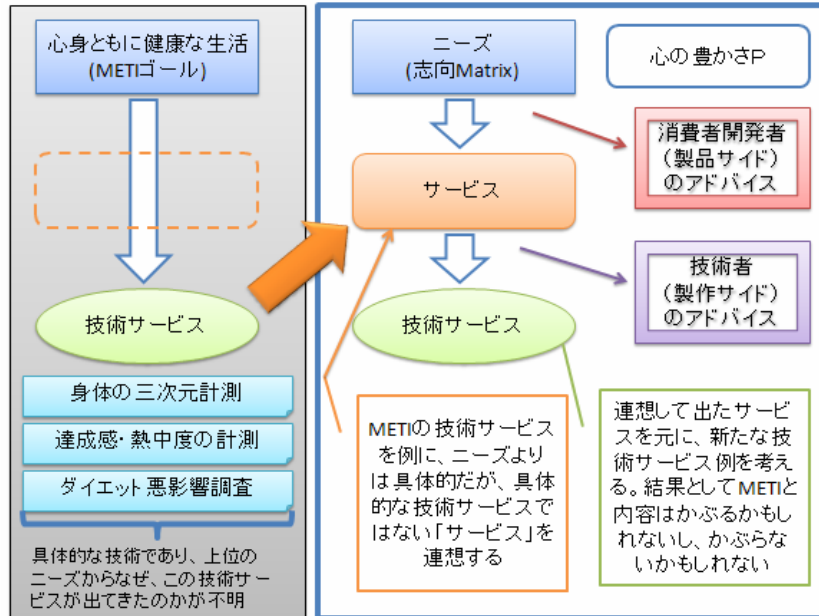 心身ともに健康な生活
(METIゴール)
技術サービス
身体の三次元計測
達成感・熱中度の計測
ダイエット悪影響調査
具体的な技術であり、上位の
ニーズからなぜ、この技術サー
ビスが出てきたのかが不明
ニーズ
(志向Matrix)
心の豊かさP
サービス
消費者開発者
(製品サイド)
のアドバイス
技術者
(製作サイド)
のアドバイス
技術サービス
METIの技術サービス
を例に、ニーズより
は具体的だが、具体
的な技術サービスで
はない「サービス」を
連想する
連想して出たサービ
スを元に、新たな技
術サービス例を考え
る。結果としてMETIと
内容はかぶるかもし
れないし、かぶらな
いかもしれない